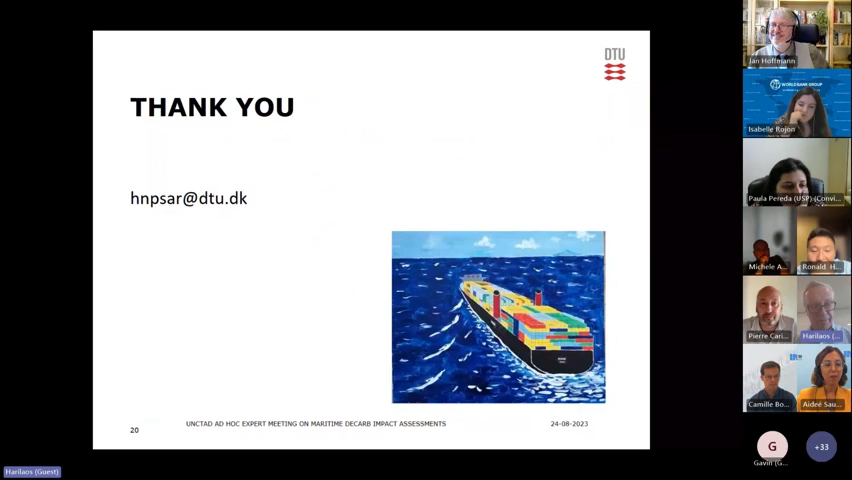 DTU
THANK YOU
hnpsar@dtu.dk
20
UNCTAD AD HOC EXPERT MEETING ON MARITIME DECARB IMPACT ASSESSMENTS
24-08-2023
Harilaos (Guest)
Jan Hoffmann
WORLD BANK GROUP
Isabelle Rojon
Paula Pereda (USP) (Convi...
Michele A...
Ronald H...
Pierre Cari...
Harilaos (...
Camille Bo...
Aideé Sau...
G
+33
Gavin (G...